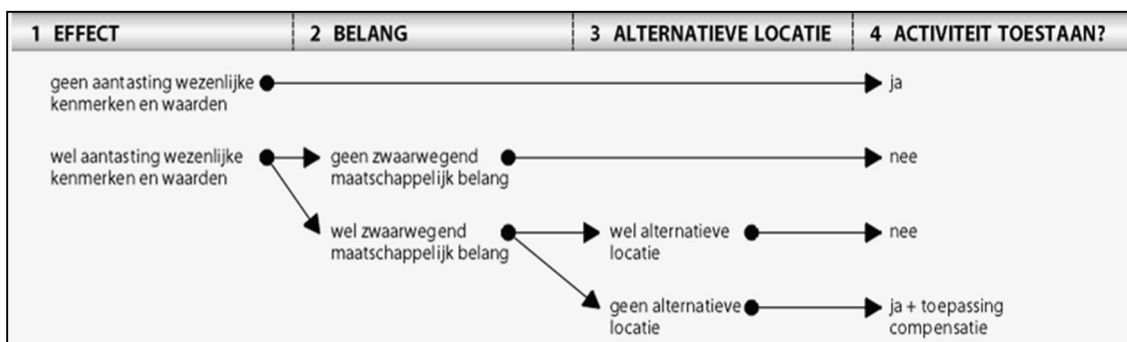 1 EFFECT
2 BELANG
3 ALTERNATIEVE LOCATIE
4 ACTIVITEIT TOESTAAN?
geen aantasting wezenlijke
kenmerken en waarden
ja
wel aantasting wezenlijke
kenmerken en waarden
geen zwaarwegend
maatschappelijk belang
nee
wel zwaarwegend
maatschappelijk belang
wel alternatieve
locatie
nee
geen alternatieve
locatie
ja + toepassing
compensatie